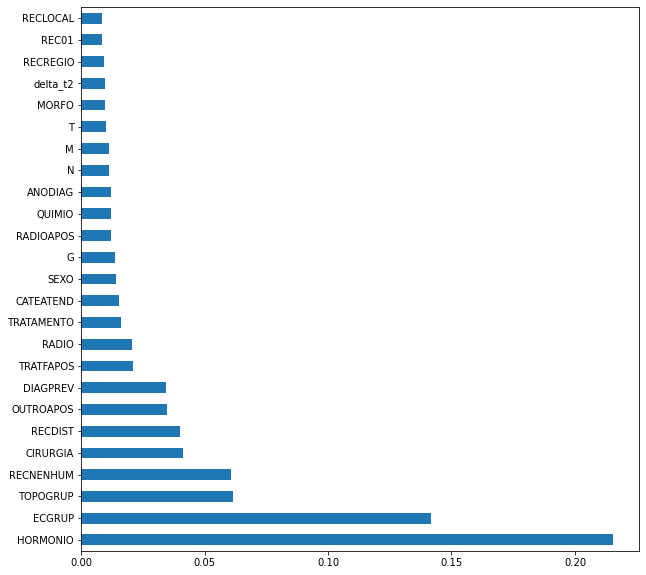 RECLOCAL
REC01
RECREGIO
delta_t2
MORFO
T
M
N
ANODIAG
QUIMIO
RADIOAPOS
G
SEXO
CATEATEND
TRATAMENTO
RADIO
TRATFAPOS
DIAGPREV
OUTROAPOS
RECDIST
CIRURGIA
RECNENHUM
TOPOGRUP
ECGRUP
HORMONIO
0.00 0.05 0.10 0.15 0.20